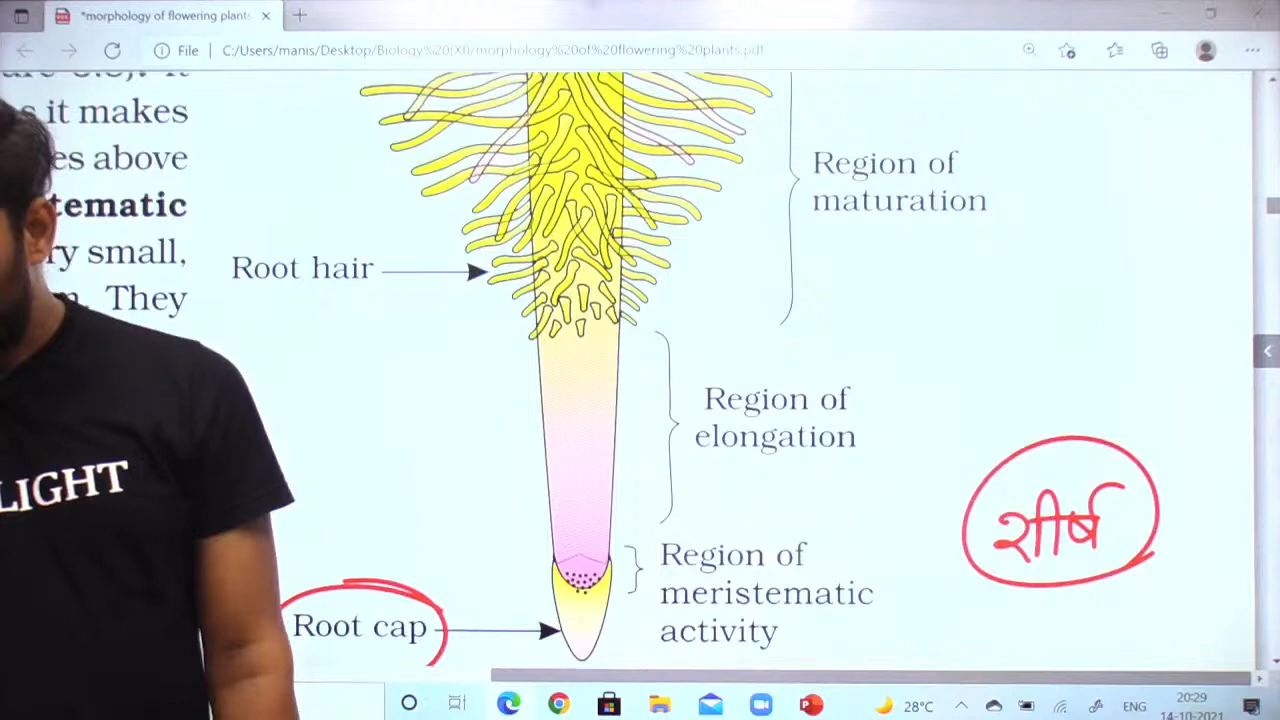 *morphology of flowering plants
File
C:/Users/manis/Desktop/Biology%20(XI)/morphology%20of%20flowering%20plants.pdf
it makes
es above
tematic
ry small,
They
LIGHT
Region of
maturation
Root hair
Region of
elongation
शीर्ष
Region of
meristematic
activity
Root cap
28°C
ENG
20:29
14-10-2021